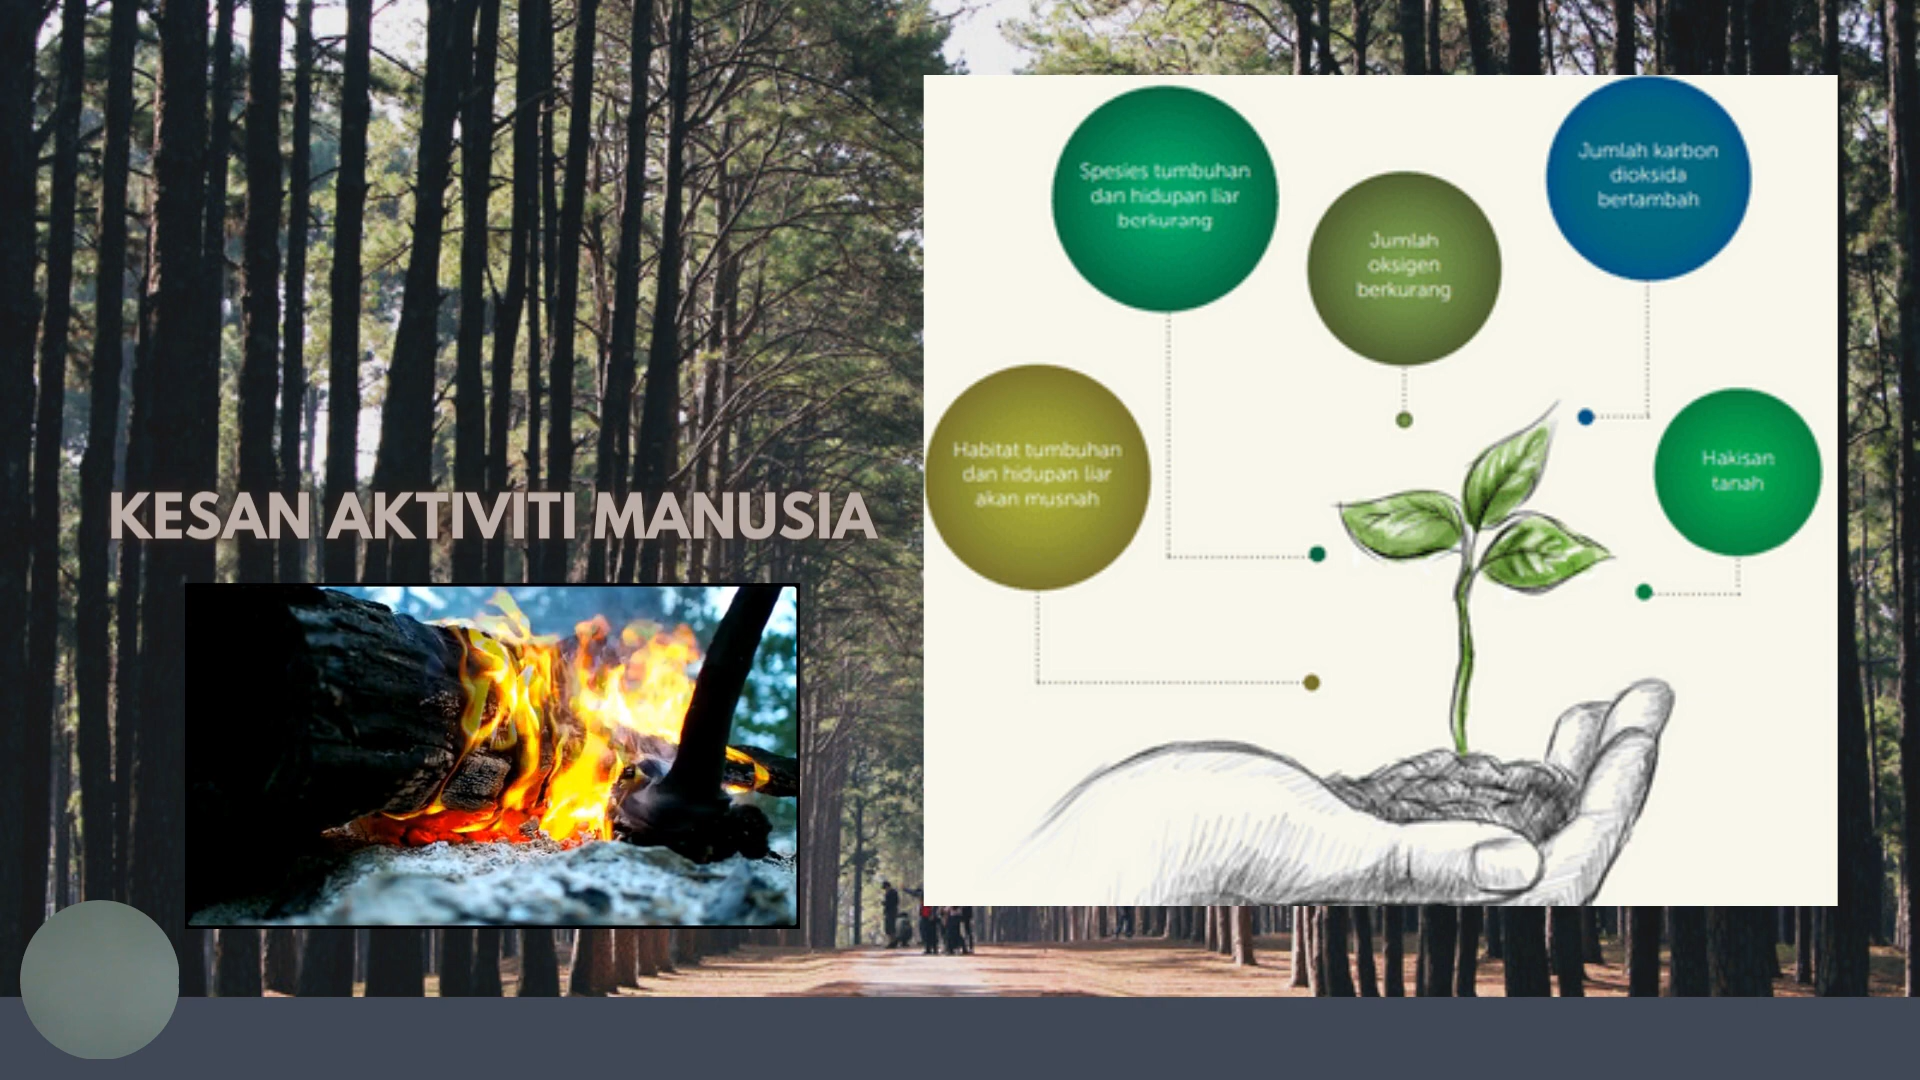 KESAN AKTIVITI MANUSIA
Spesies tumbuhan
dan hidupan liar
berkurang
Jumlah
oksigen
berkurang
Jumlah karbon
dioksida
bertambah
Habitat tumbuhan
dan hidupan liar
akan musnah
Hakisan
tanah